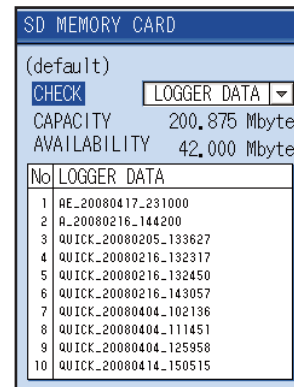 SD MEMORY CARD
(default)
CHECK LOGGER DATA
CAPACITY 200.875 Mbyte
AVAILABILITY 42.000 Mbyte
No LOGGER DATA
1 AE_20080417_231000
2 A_20080216_144200
3 QUICK_20080205_133627
4 QUICK_20080216_132317
5 QUICK_20080216_132450
6 QUICK_20080216_143057
7 QUICK_20080404_102136
8 QUICK_20080404_111451
9 QUICK_20080404_125958
10 QUICK_20080414_150515